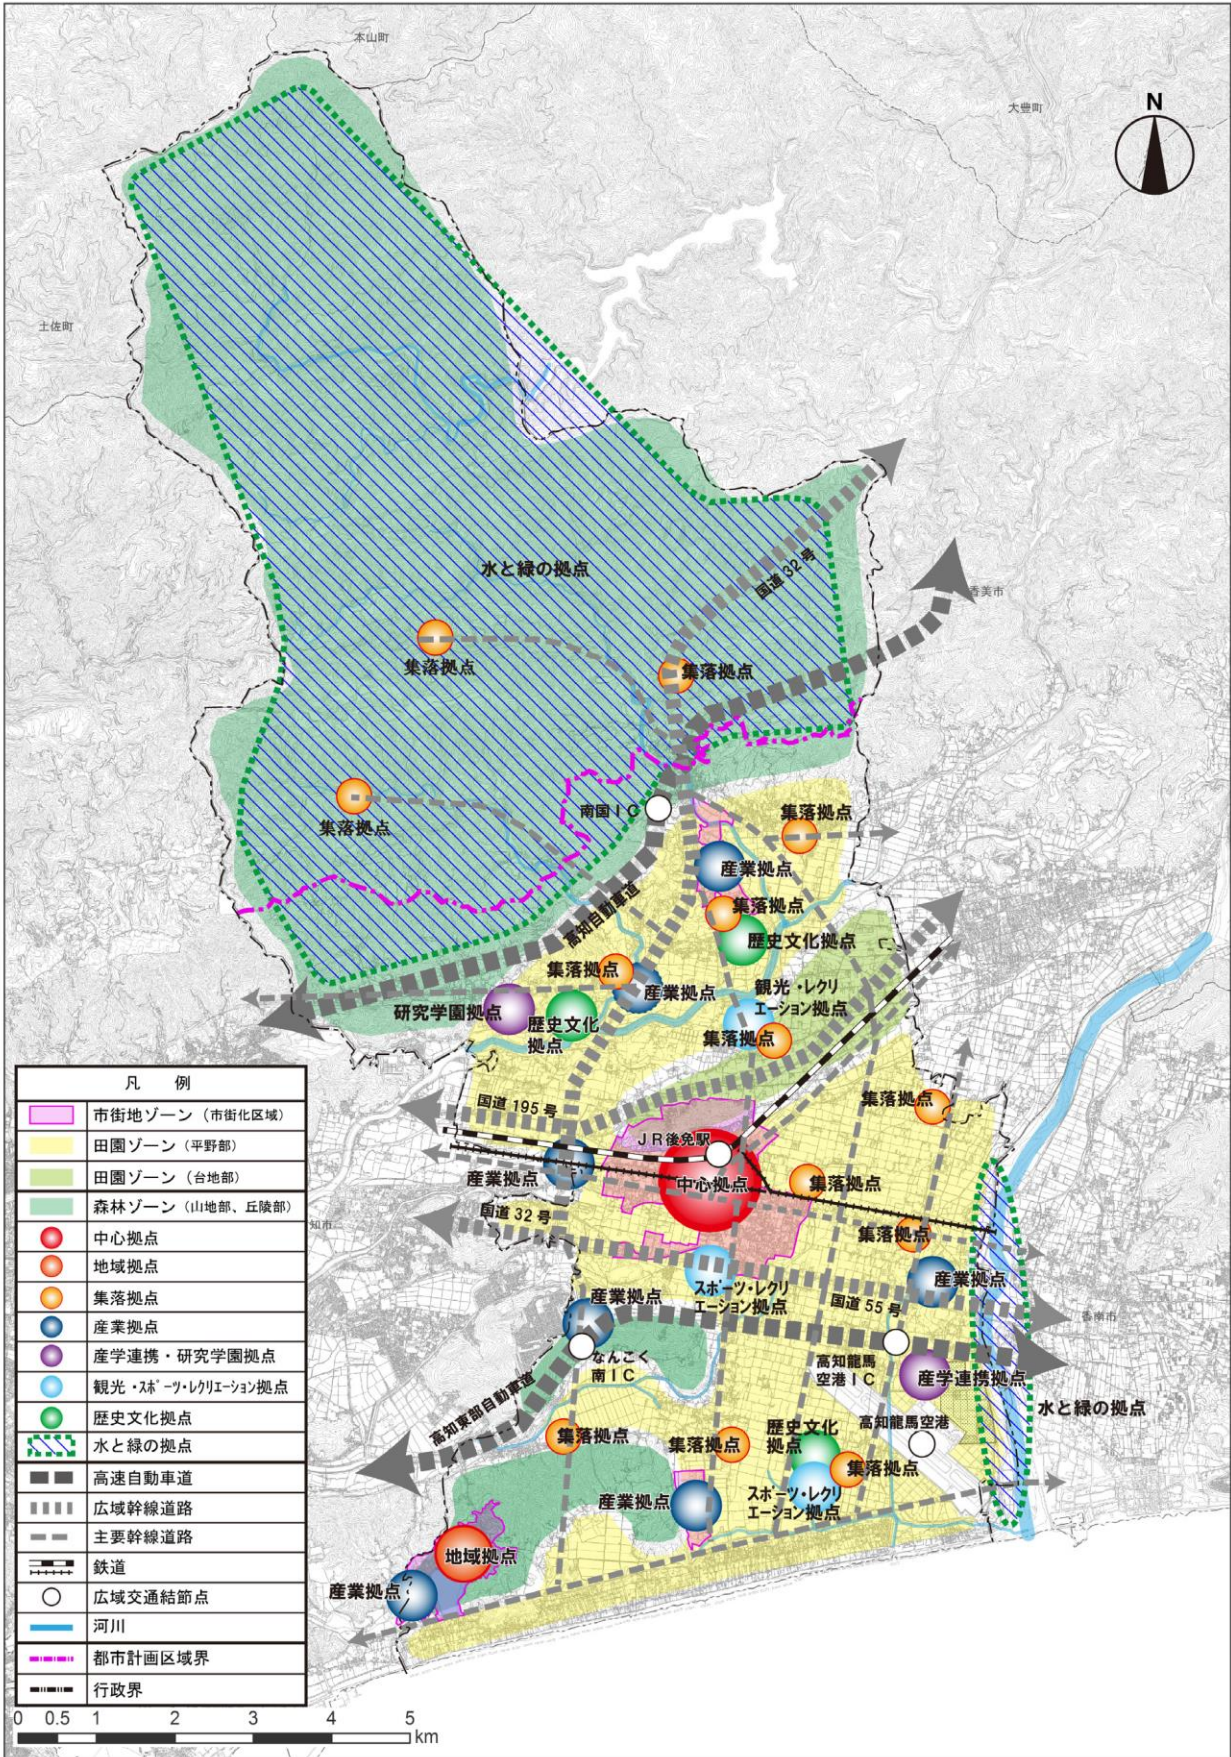 本山町
大豊町
N
土佐町
国道32号
水と緑の拠点
香美市
集落拠点
集落拠点
集落拠点
南国IC
集落拠点
産業拠点
集落拠点
高知自動車道
歴史文化拠点
集落拠点
産業拠点
観光・レクリ
エーション拠点
研究学園拠点
歴史文化
拠点
集落拠点
国道195号
集落拠点
JR後免駅
産業拠点
中心拠点
集落拠点
国道32号
知市
集落拠点
産業拠点
スポーツ・レクリ
エーション拠点
国道55号
産業拠点
香南市
なんこく
南IC
高知龍馬
空港IC
産学連携拠点
高知東部自動車道
水と緑の拠点
高知龍馬空港
集落拠点
集落拠点
歴史文化
拠点
集落拠点
スポーツ・レクリ
エーション拠点
産業拠点
地域拠点
産業拠点
凡 例
市街地ゾーン(市街化区域)
田園ゾーン(平野部)
田園ゾーン(台地部)
森林ゾーン(山地部、丘陵部)
中心拠点
地域拠点
集落拠点
産業拠点
産学連携・研究学園拠点
観光・スポーツ・レクリエーション拠点
歴史文化拠点
水と緑の拠点
高速自動車道
広域幹線道路
主要幹線道路
鉄道
広域交通結節点
河川
都市計画区域界
行政界
0 0.5 1 2 3 4 5
km